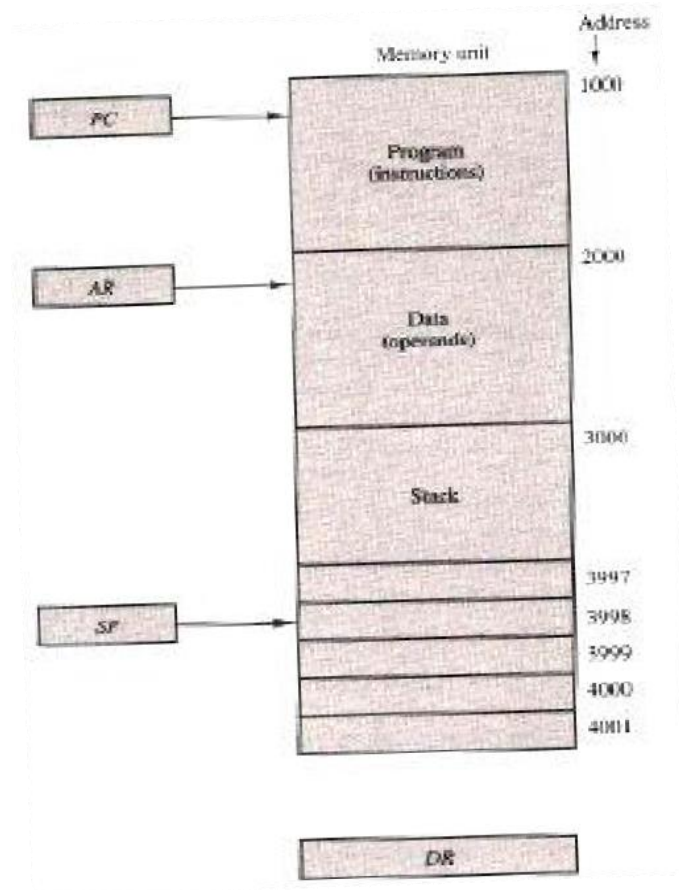 Address
Memory unit
1000
PC
Program
(instructions)
2000
AR
Data
(operands)
3000
Stack
3997
SP
3998
3999
4000
4001
DR